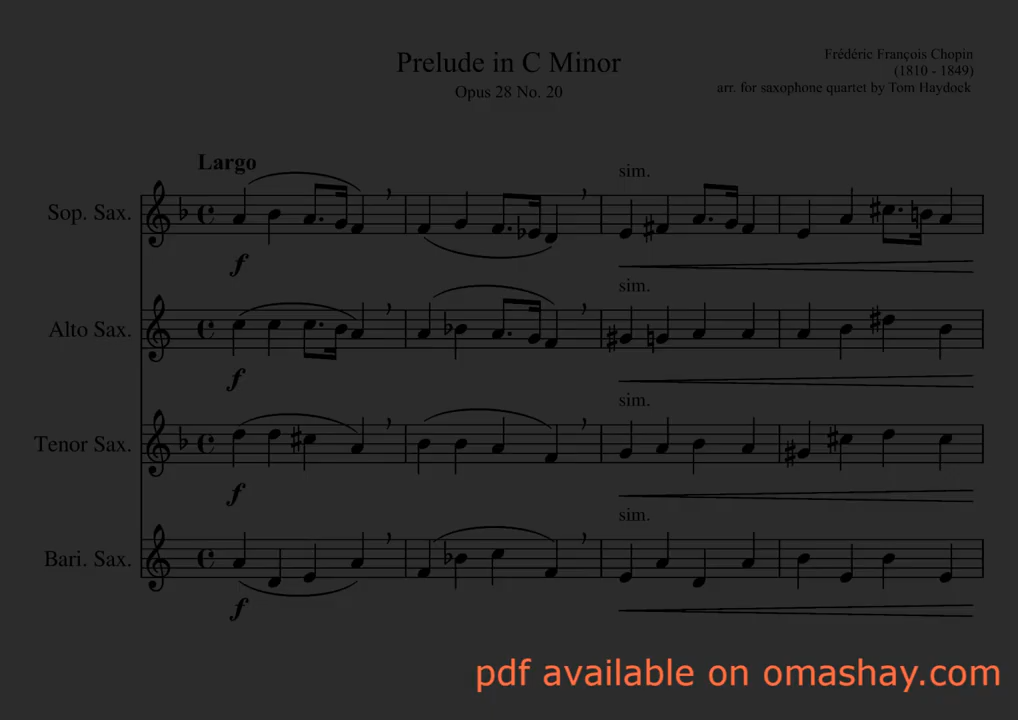 Prelude in C Minor
Opus 28 No. 20
Frédéric François Chopin
(1810 - 1849)
arr. for saxophone quartet by Tom Haydock
Largo
sim.
Sop. Sax.
f
sim.
Alto Sax.
f
sim.
Tenor Sax.
f
sim.
Bari. Sax.
f
pdf available on omashay.com